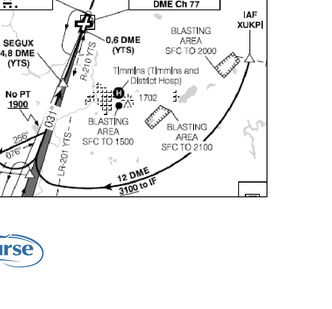 DME Ch 77
IAF
XUKPI
BLASTING
AREA
SFC TO 2000
0.6 DME
(YTS)
SEGUX
4.8 DME
(YTS)
R-210 YTS
Timmins (Timmins and
District Hosp)
H
1702
No PT
1900
031°
BLASTING
AREA
SFC TO 1500
BLASTING
AREA
SFC TO 2100
256°
076°
LR-201 YTS
12 DME
3100 to IF
urse